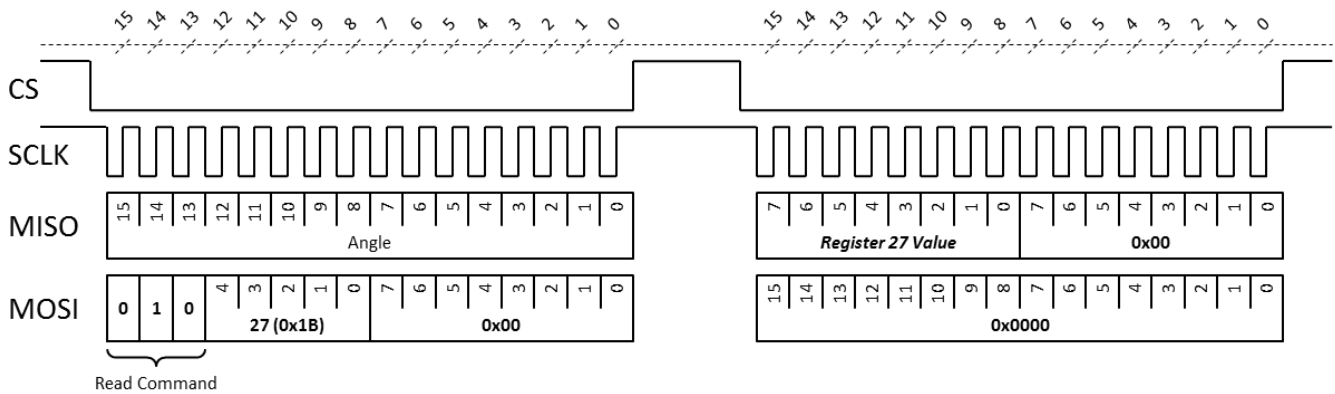 15 14 13 12 11 10 9 8 7 6 5 4 3 2 1 0 15 14 13 12 11 10 9 8 7 6 5 4 3 2 1 0
CS
SCLK
MISO 15 14 13 12 11 10 9 8 7 6 5 4 3 2 1 0 7 6 5 4 3 2 1 0 7 6 5 4 3 2 1 0
Angle Register 27 Value 0x00
MOSI 0 1 0 4 3 2 1 0 7 6 5 4 3 2 1 0 15 14 13 12 11 10 9 8 7 6 5 4 3 2 1 0
27 (0x1B) 0x00 0x0000
Read Command